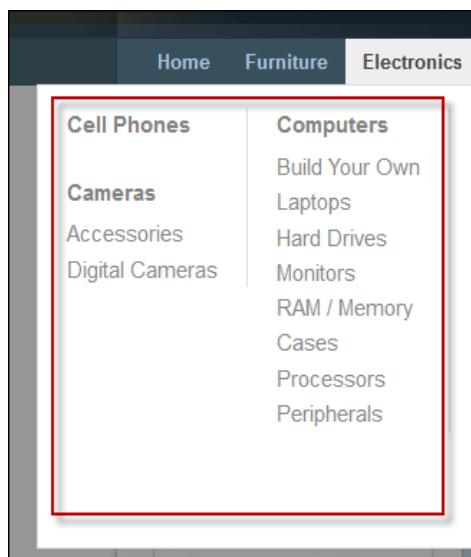 Home Furniture Electronics
Cell Phones
Cameras
Accessories
Digital Cameras
Computers
Build Your Own
Laptops
Hard Drives
Monitors
RAM / Memory
Cases
Processors
Peripherals